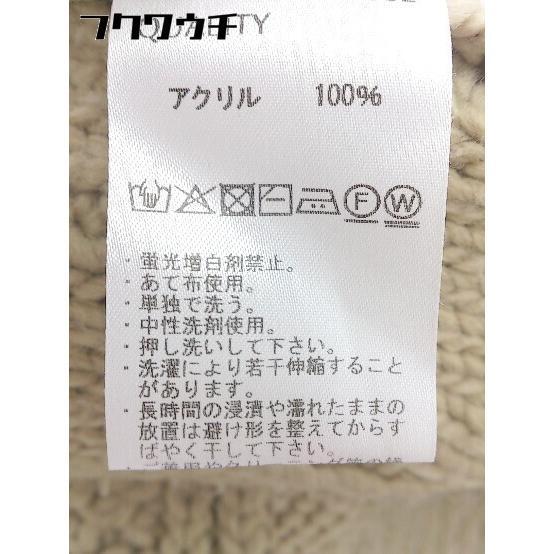 フクワウチ
アクリル 100%
F W
・蛍光増白剤禁止。
・あて布使用。
・単独で洗う。
・中性洗剤使用。
・押し洗いして下さい。
・洗濯により若干伸縮すること
があります。
・長時間の浸漬や濡れたままの
放置は避け形を整えてからす
ばやく干して下さい。